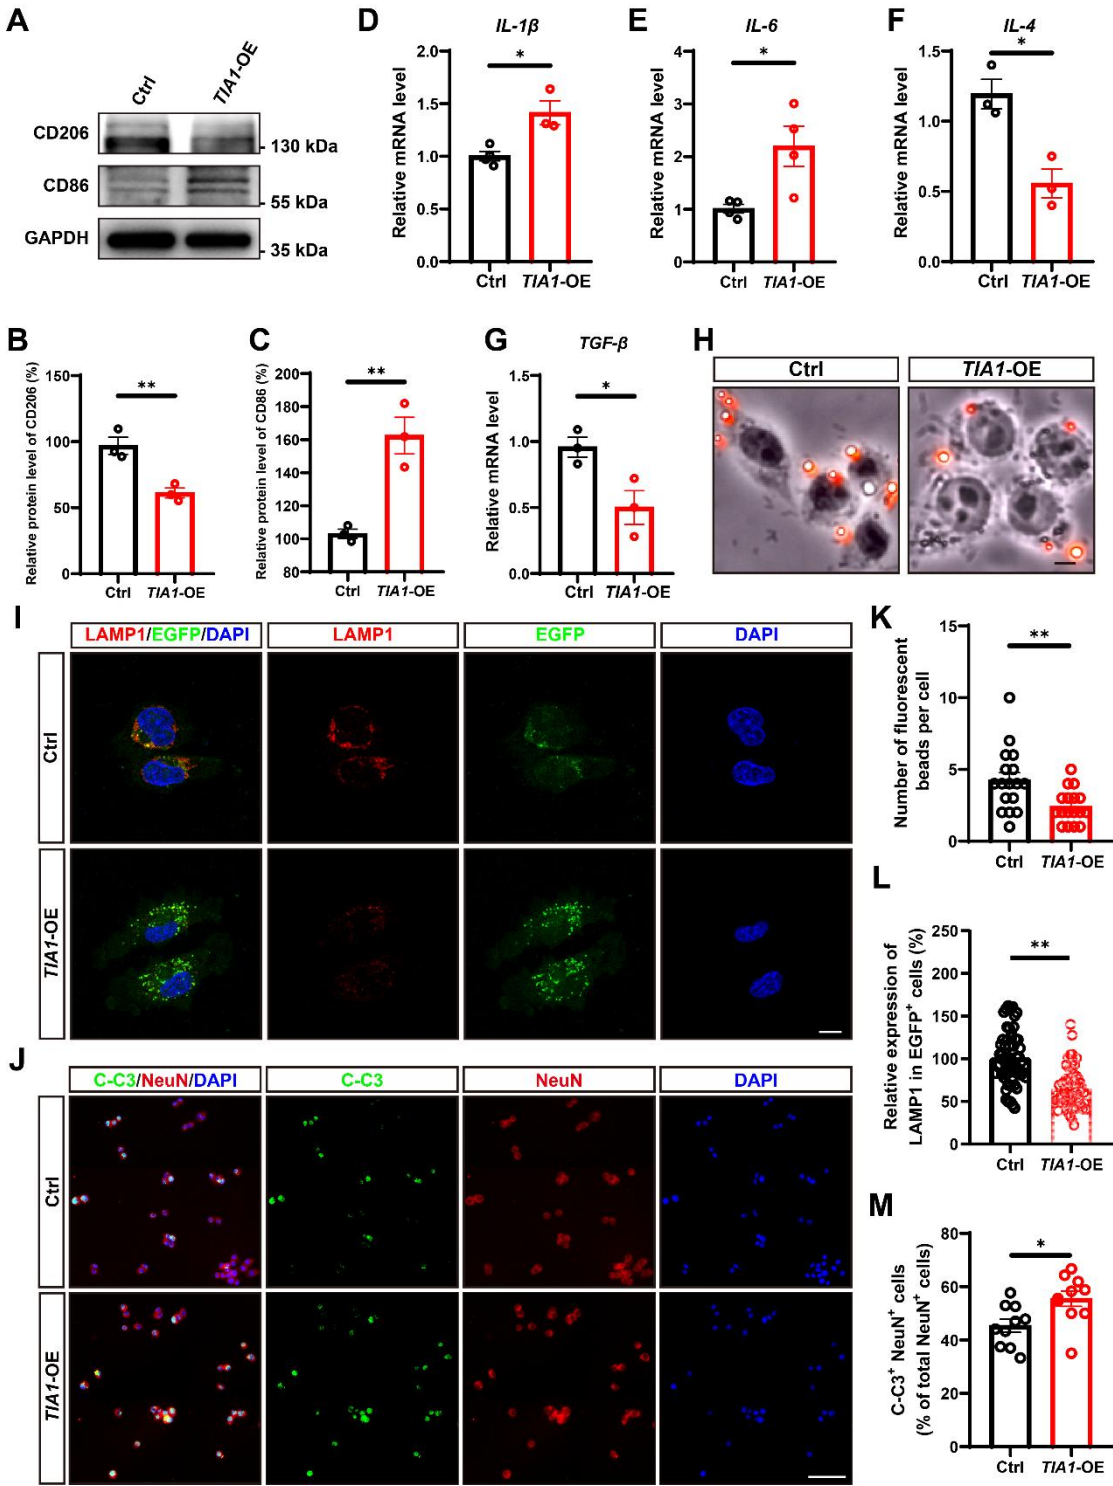 A
Ctrl
TIA1-OE
CD206
130 kDa
CD86
55 kDa
GAPDH
35 kDa
D
IL-1β
Relative mRNA level
2.0
1.5
1.0
0.5
0.0
*
Ctrl
TIA1-OE
E
IL-6
Relative mRNA level
4
3
2
1
0
*
Ctrl
TIA1-OE
F
IL-4
Relative mRNA level
1.5
1.0
0.5
0.0
*
Ctrl
TIA1-OE
B
Relative protein level of CD206 (%)
150
100
50
0
**
Ctrl
TIA1-OE
C
Relative protein level of CD86 (%)
200
180
160
140
120
100
80
**
Ctrl
TIA1-OE
G
TGF-β
Relative mRNA level
1.5
1.0
0.5
0.0
*
Ctrl
TIA1-OE
H
Ctrl
TIA1-OE
I
LAMP1/EGFP/DAPI
LAMP1
EGFP
DAPI
Ctrl
TIA1-OE
J
C-C3/NeuN/DAPI
C-C3
NeuN
DAPI
Ctrl
TIA1-OE
K
Number of fluorescent
beads per cell
15
10
5
0
**
Ctrl
TIA1-OE
L
Relative expression of
LAMP1 in EGFP+ cells (%)
250
200
150
100
50
0
**
Ctrl
TIA1-OE
M
C-C3+ NeuN+ cells
(% of total NeuN+ cells)
80
60
40
20
0
*
Ctrl
TIA1-OE